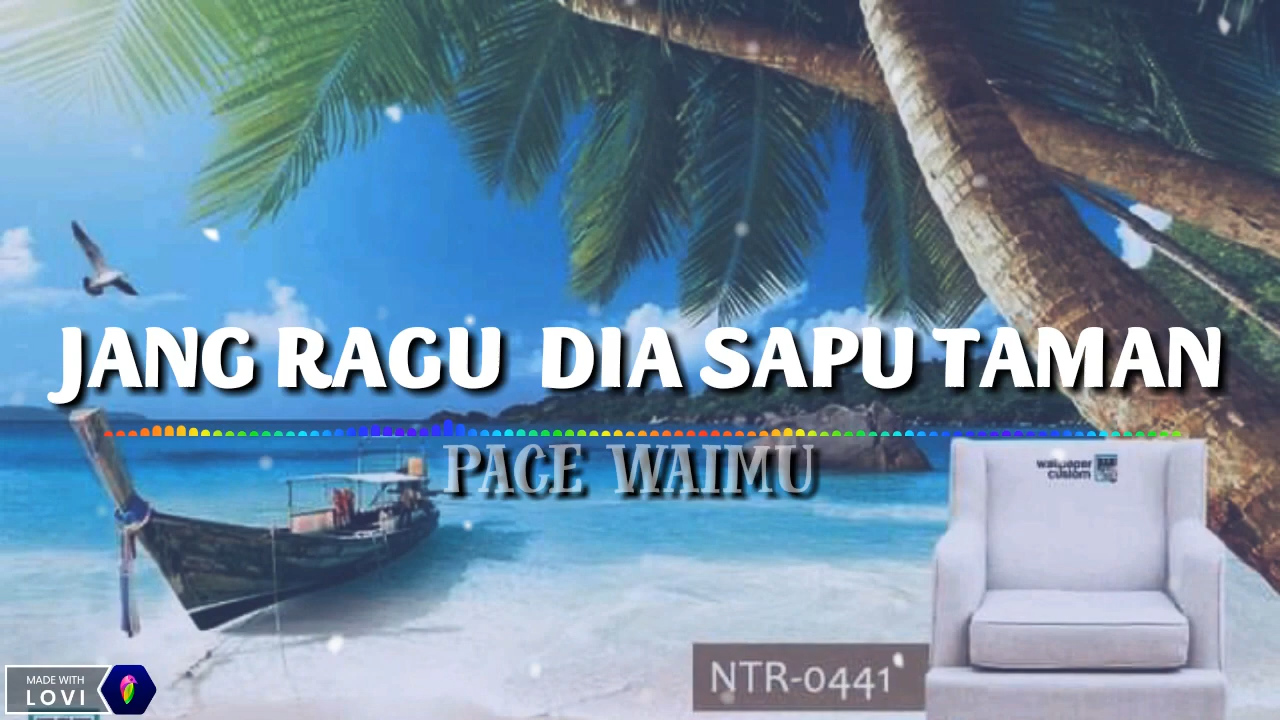 JANG RAGU DIA SAPU TAMAN
PACE WAIMU
wallpaper
custom
NTR-0441
MADE WITH
LOVI